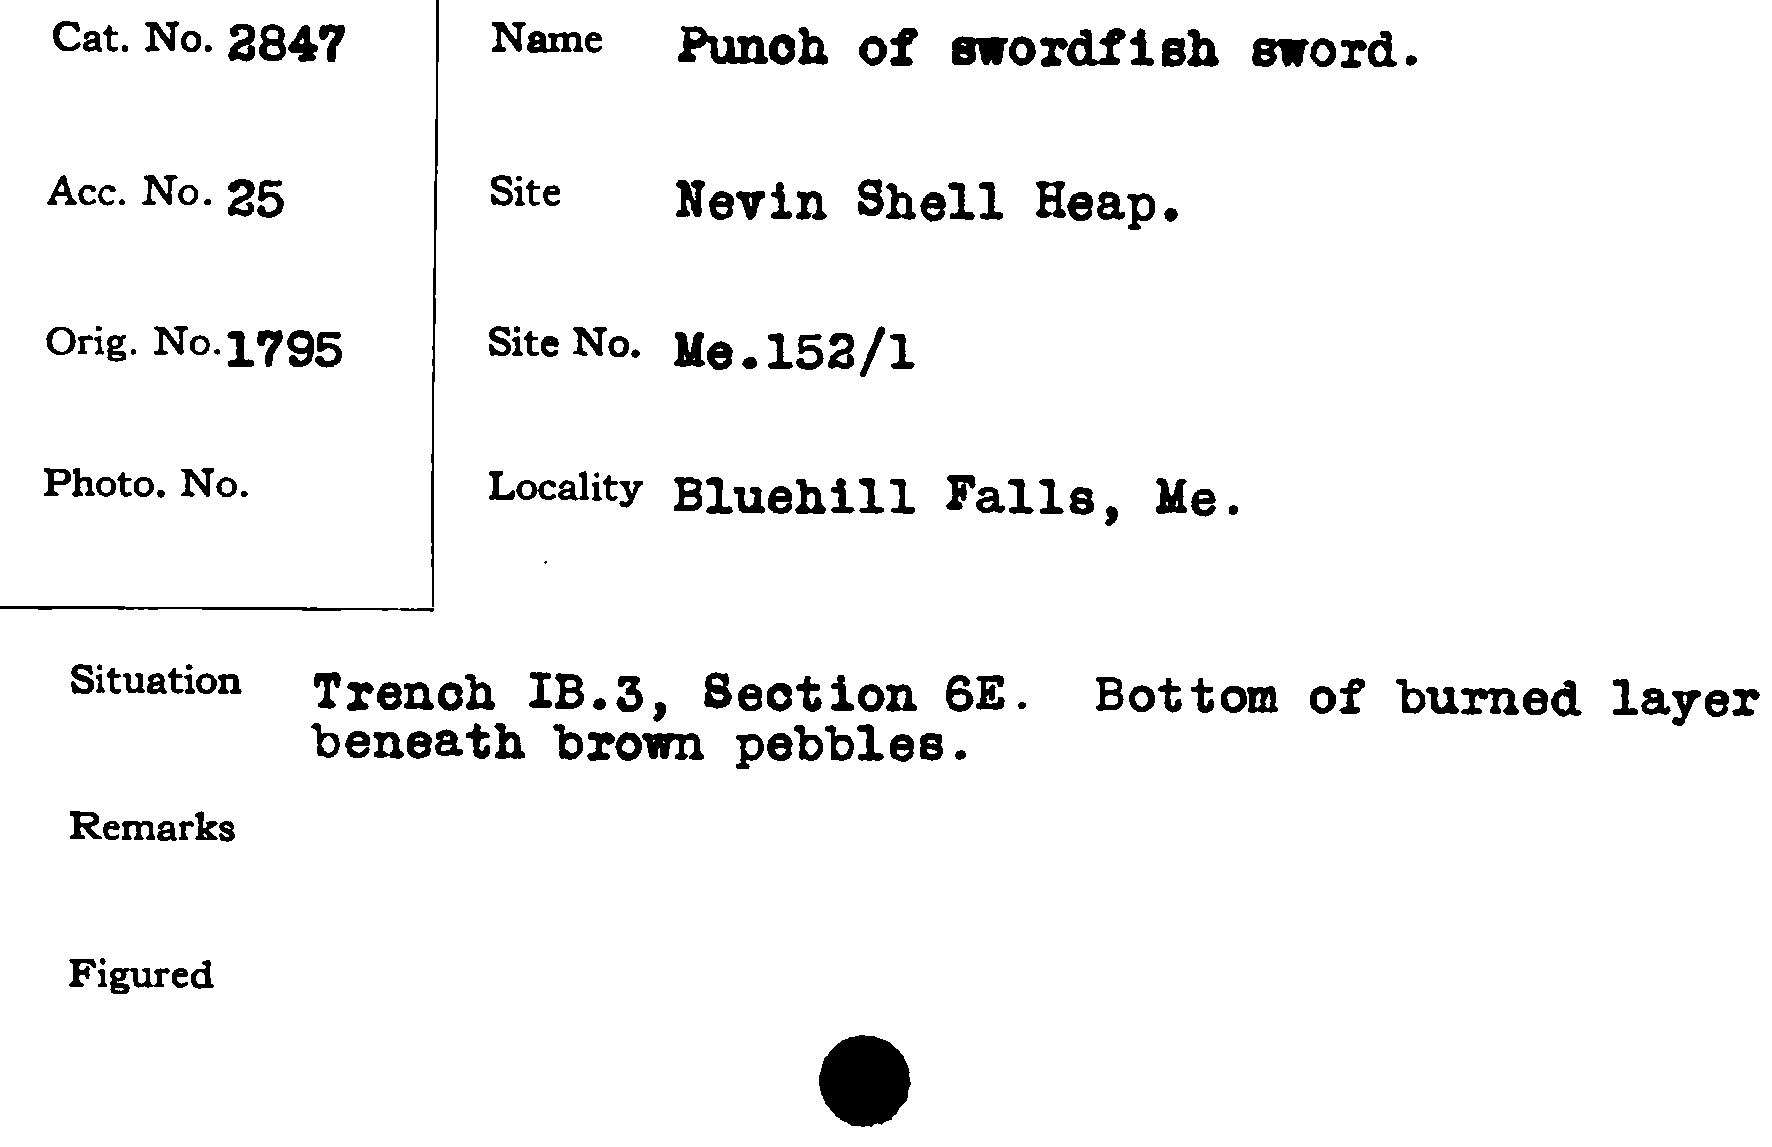 Cat. No. 2847
Name Punch of swordfish sword.
Acc. No. 25
Site Nevin Shell Heap.
Orig. No. 1795
Site No. Me.152/1
Photo. No.
Locality Bluehill Falls, Me.
Situation Trench IB.3, Section 6E. Bottom of burned layer
beneath brown pebbles.
Remarks
Figured